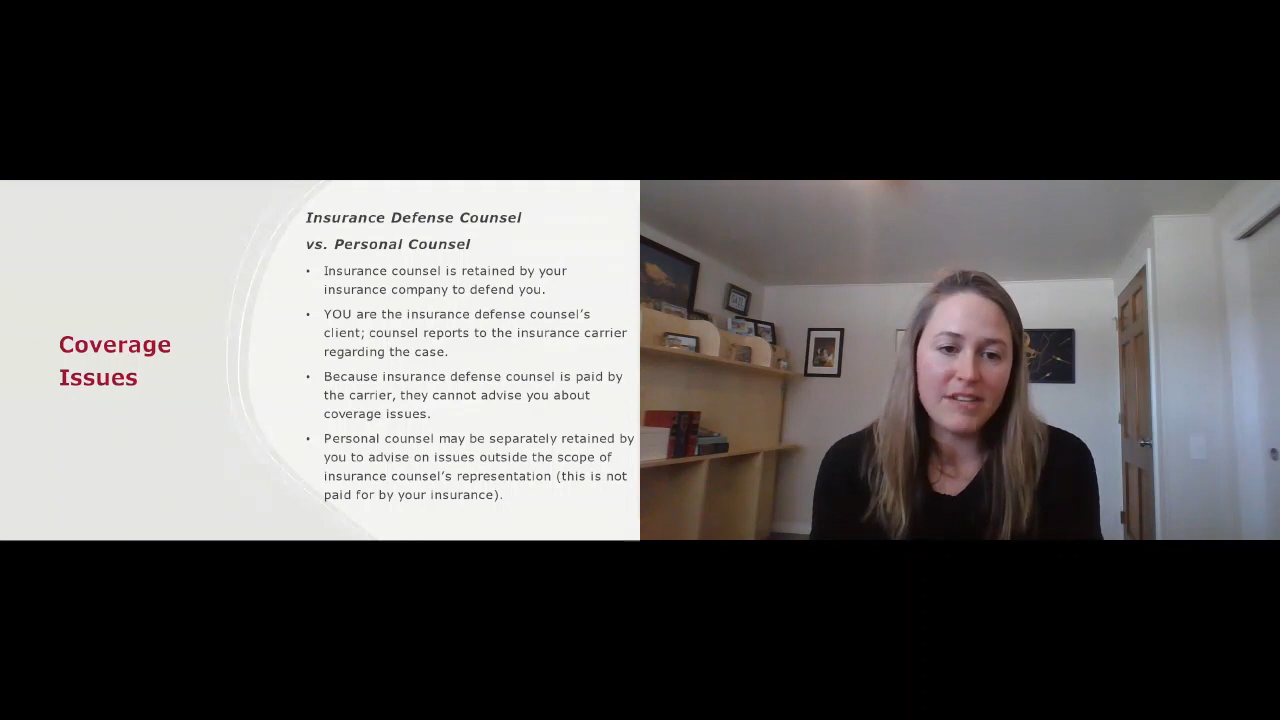 Coverage
Issues
Insurance Defense Counsel
vs. Personal Counsel
• Insurance counsel is retained by your
insurance company to defend you.
• YOU are the insurance defense counsel's
client; counsel reports to the insurance carrier
regarding the case.
• Because insurance defense counsel is paid by
the carrier, they cannot advise you about
coverage issues.
• Personal counsel may be separately retained by
you to advise on issues outside the scope of
insurance counsel's representation (this is not
paid for by your insurance).